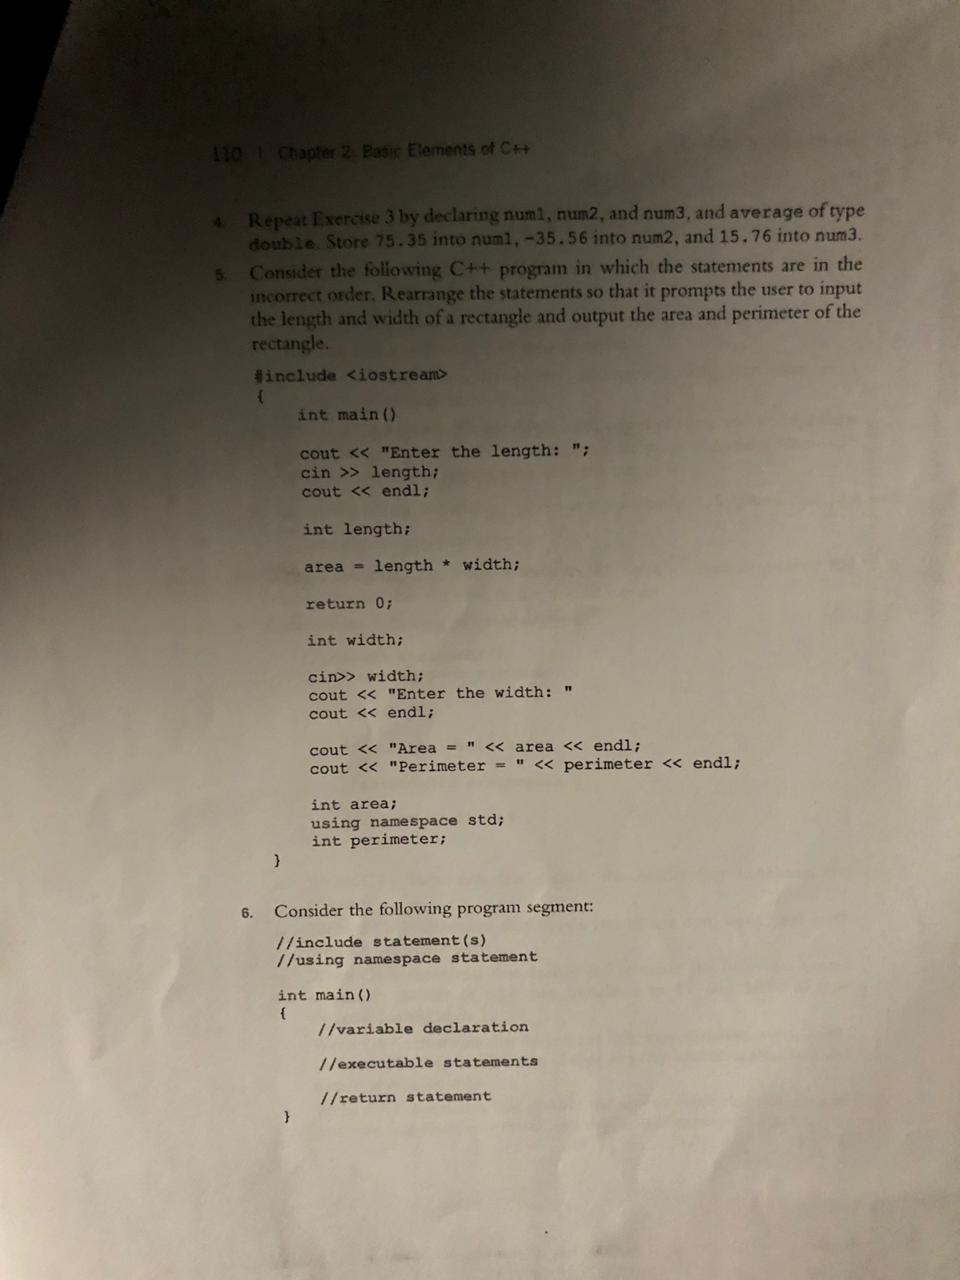 110 | Chapter 2: Basic Elements of C++
4. Repeat Exercise 3 by declaring num1, num2, and num3, and average of type
double. Store 75.35 into num1, -35.56 into num2, and 15.76 into num3.
5. Consider the following C++ program in which the statements are in the
incorrect order. Rearrange the statements so that it prompts the user to input
the length and width of a rectangle and output the area and perimeter of the
rectangle.
#include <iostream>
{
int main()
cout << "Enter the length: ";
cin >> length;
cout << endl;
int length;
area = length * width;
return 0;
int width;
cin>> width;
cout << "Enter the width: "
cout << endl;
cout << "Area = " << area << endl;
cout << "Perimeter = " << perimeter << endl;
int area;
using namespace std;
int perimeter;
}
6. Consider the following program segment:
//include statement(s)
//using namespace statement
int main()
{
//variable declaration
//executable statements
//return statement
}